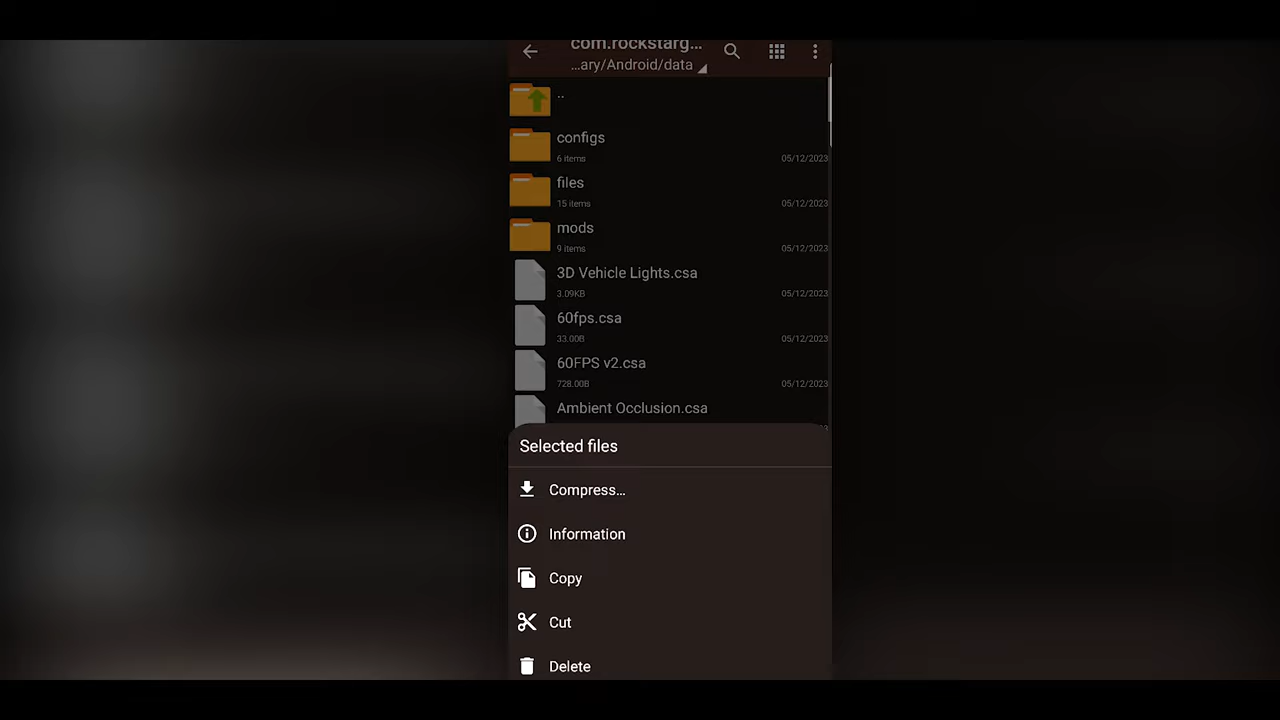 com.rockstarg...
...ary/Android/data
..
configs
6 items
05/12/2023
files
15 items
05/12/2023
mods
9 items
05/12/2023
3D Vehicle Lights.csa
3.09KB
05/12/2023
60fps.csa
33.00B
05/12/2023
60FPS v2.csa
728.00B
05/12/2023
Ambient Occlusion.csa
Selected files
Compress...
Information
Copy
Cut
Delete